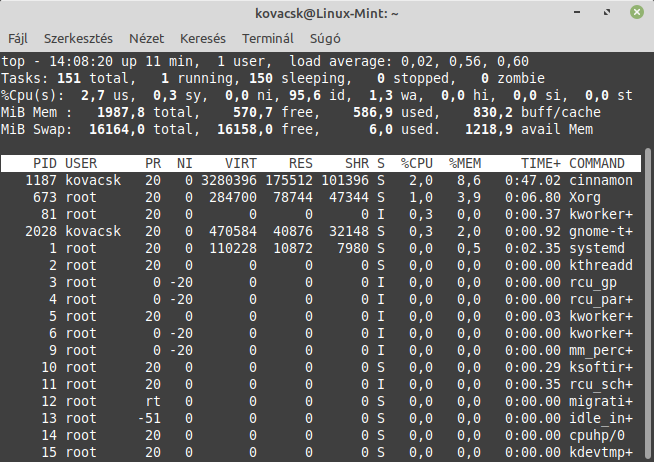 kovacsk@Linux-Mint: ~
Fájl Szerkesztés Nézet Keresés Terminál Súgó
top - 14:08:20 up 11 min,  1 user,  load average: 0,02, 0,56, 0,60
Tasks: 151 total,   1 running, 150 sleeping,   0 stopped,   0 zombie
%Cpu(s):  2,7 us,  0,3 sy,  0,0 ni, 95,6 id,  1,3 wa,  0,0 hi,  0,0 si,  0,0 st
MiB Mem :   1987,8 total,    570,7 free,    586,9 used,    830,2 buff/cache
MiB Swap:  16164,0 total,  16158,0 free,      6,0 used.   1218,9 avail Mem
PID USER      PR  NI    VIRT    RES    SHR S  %CPU  %MEM     TIME+ COMMAND
1187 kovacsk   20   0 3280396 175512 101396 S   2,0   8,6   0:47.02 cinnamon
673 root      20   0  284700  78744  47344 S   1,0   3,9   0:06.80 Xorg
81 root      20   0       0      0      0 I   0,3   0,0   0:00.37 kworker+
2028 kovacsk   20   0  470584  40876  32148 S   0,3   2,0   0:00.92 gnome-t+
1 root      20   0  110228  10872   7980 S   0,0   0,5   0:02.35 systemd
2 root      20   0       0      0      0 S   0,0   0,0   0:00.00 kthreadd
3 root       0 -20       0      0      0 I   0,0   0,0   0:00.00 rcu_gp
4 root       0 -20       0      0      0 I   0,0   0,0   0:00.00 rcu_par+
5 root      20   0       0      0      0 I   0,0   0,0   0:00.03 kworker+
6 root       0 -20       0      0      0 I   0,0   0,0   0:00.00 kworker+
9 root       0 -20       0      0      0 I   0,0   0,0   0:00.00 mm_perc+
10 root      20   0       0      0      0 S   0,0   0,0   0:00.29 ksoftir+
11 root      20   0       0      0      0 I   0,0   0,0   0:00.35 rcu_sch+
12 root      rt   0       0      0      0 S   0,0   0,0   0:00.00 migrati+
13 root     -51   0       0      0      0 S   0,0   0,0   0:00.00 idle_in+
14 root      20   0       0      0      0 S   0,0   0,0   0:00.00 cpuhp/0
15 root      20   0       0      0      0 S   0,0   0,0   0:00.00 kdevtmp+